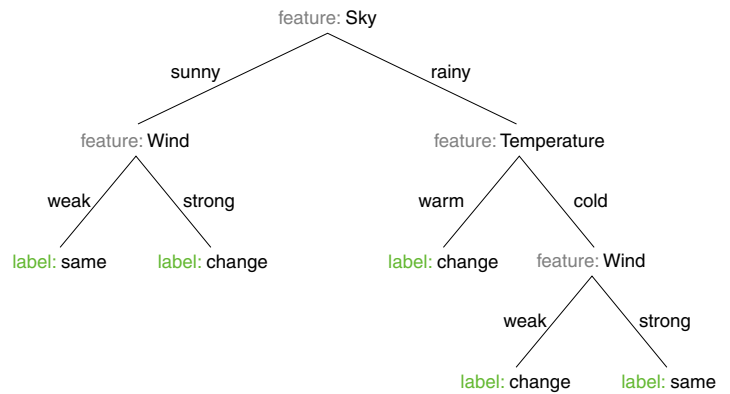 feature: Sky
sunny
rainy
feature: Wind
feature: Temperature
weak
strong
warm
cold
label: same
label: change
label: change
feature: Wind
weak
strong
label: change
label: same